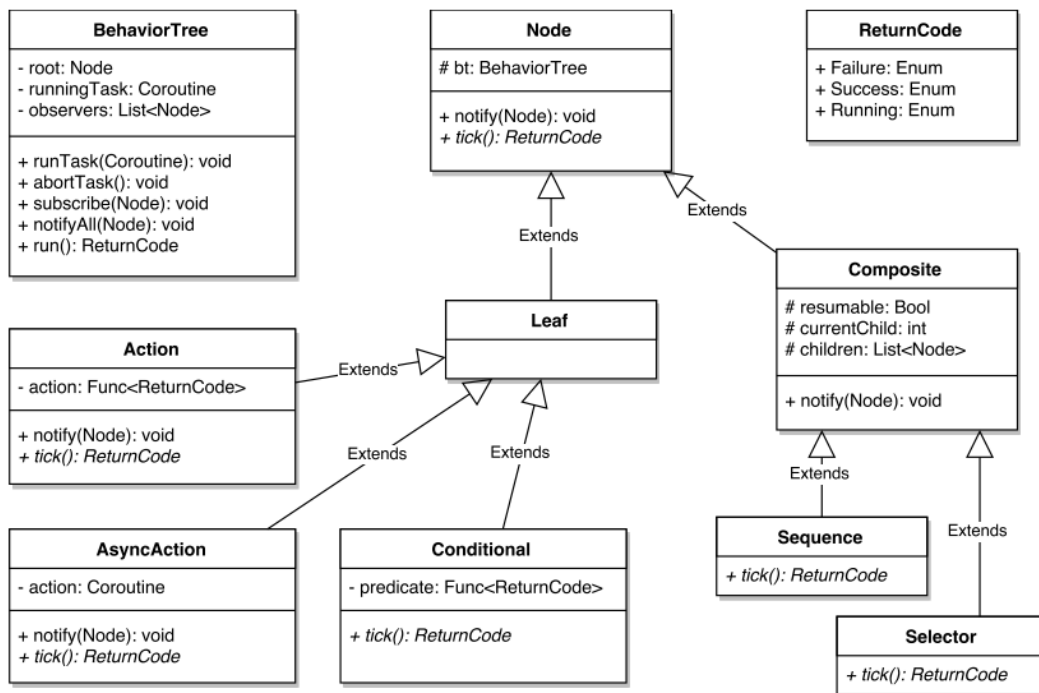 BehaviorTree
- root: Node
- runningTask: Coroutine
- observers: List<Node>
+ runTask(Coroutine): void
+ abortTask(): void
+ subscribe(Node): void
+ notifyAll(Node): void
+ run(): ReturnCode
Node
# bt: BehaviorTree
+ notify(Node): void
+ tick(): ReturnCode
ReturnCode
+ Failure: Enum
+ Success: Enum
+ Running: Enum
Extends
Extends
Leaf
Composite
# resumable: Bool
# currentChild: int
# children: List<Node>
+ notify(Node): void
Action
- action: Func<ReturnCode>
+ notify(Node): void
+ tick(): ReturnCode
Extends
Extends
Extends
Extends
Extends
AsyncAction
- action: Coroutine
+ notify(Node): void
+ tick(): ReturnCode
Conditional
- predicate: Func<ReturnCode>
+ tick(): ReturnCode
Sequence
+ tick(): ReturnCode
Selector
+ tick(): ReturnCode